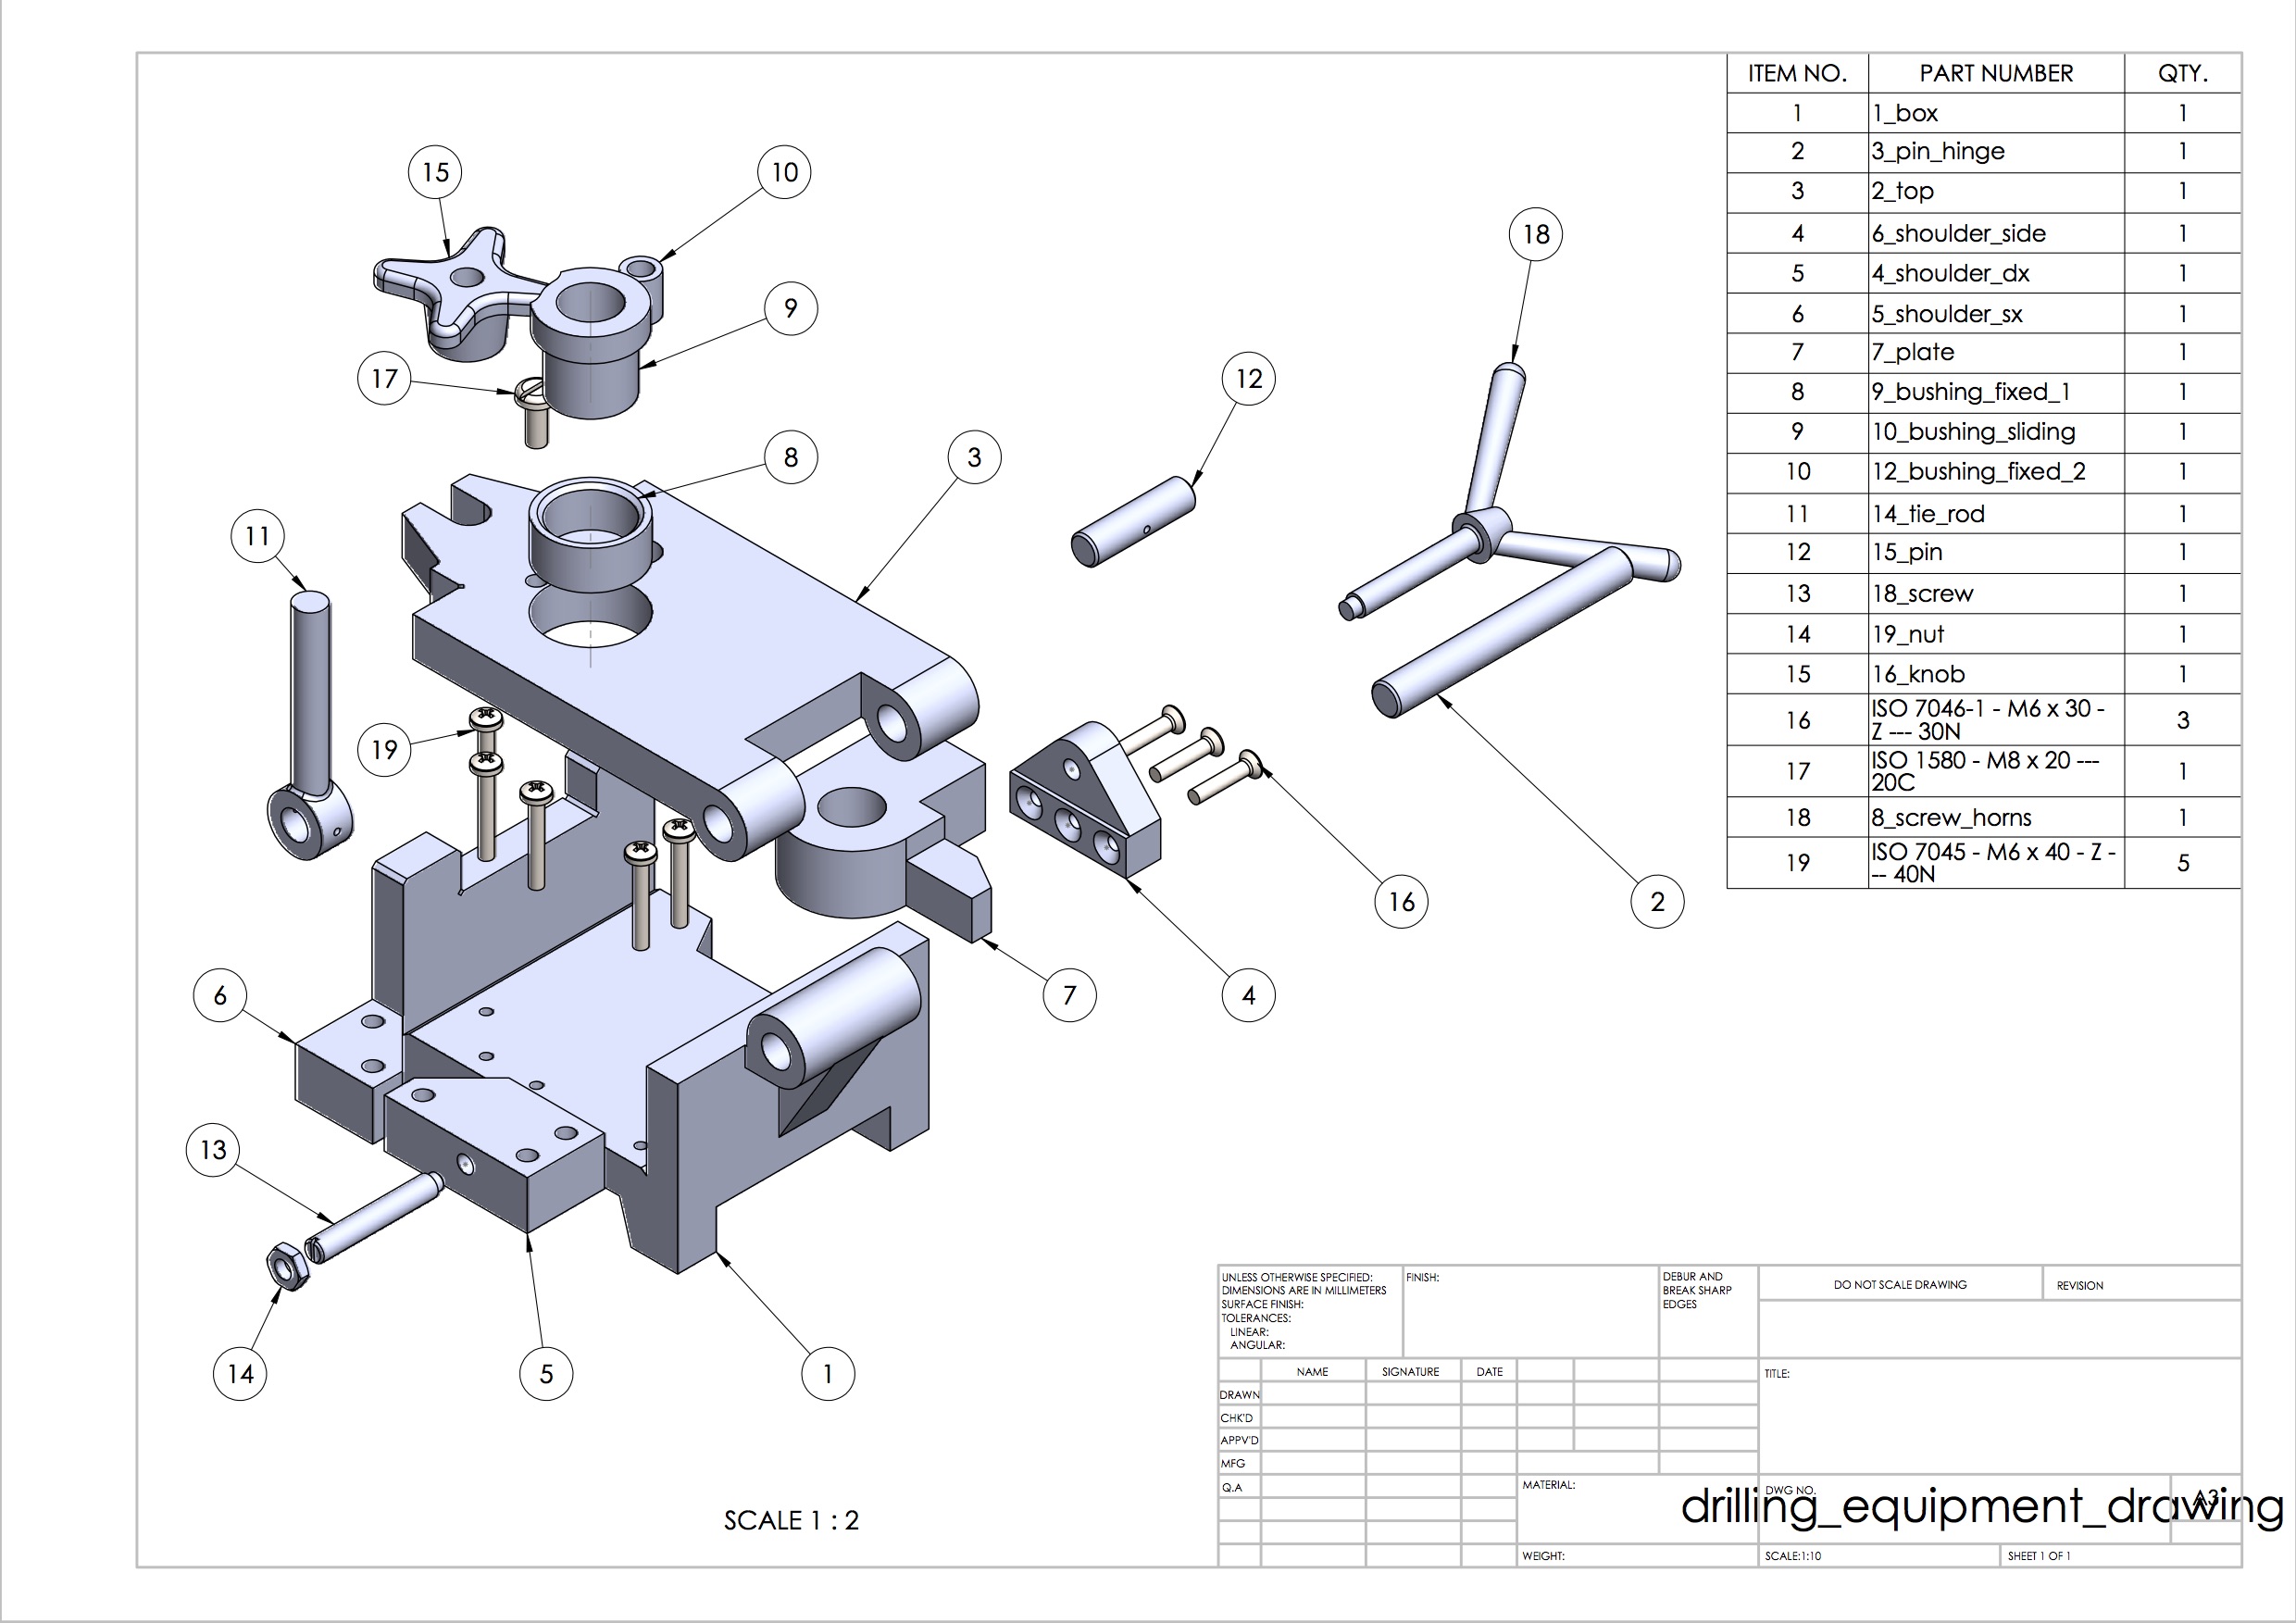 ITEM NO. PART NUMBER QTY.
1 1_box 1
2 3_pin_hinge 1
3 2_top 1
4 6_shoulder_side 1
5 4_shoulder_dx 1
6 5_shoulder_sx 1
7 7_plate 1
8 9_bushing_fixed_1 1
9 10_bushing_sliding 1
10 12_bushing_fixed_2 1
11 14_tie_rod 1
12 15_pin 1
13 18_screw 1
14 19_nut 1
15 16_knob 1
16 ISO 7046-1 - M6 x 30 - 3
Z --- 30N
17 ISO 1580 - M8 x 20 --- 1
20C
18 8_screw_horns 1
19 ISO 7045 - M6 x 40 - Z - 5
-- 40N
15
10
18
9
17
12
8
3
11
19
16
2
6
7
4
13
14
5
1
SCALE 1 : 2
UNLESS OTHERWISE SPECIFIED:
DIMENSIONS ARE IN MILLIMETERS
SURFACE FINISH:
TOLERANCES:
LINEAR:
ANGULAR:
FINISH:
DEBUR AND
BREAK SHARP
EDGES
DO NOT SCALE DRAWING
REVISION
NAME SIGNATURE DATE
TITLE:
DRAWN
CHK'D
APPV'D
MFG
Q.A
MATERIAL:
DWG NO.
drilling_equipment_drawing
A3
WEIGHT:
SCALE:1:10
SHEET 1 OF 1